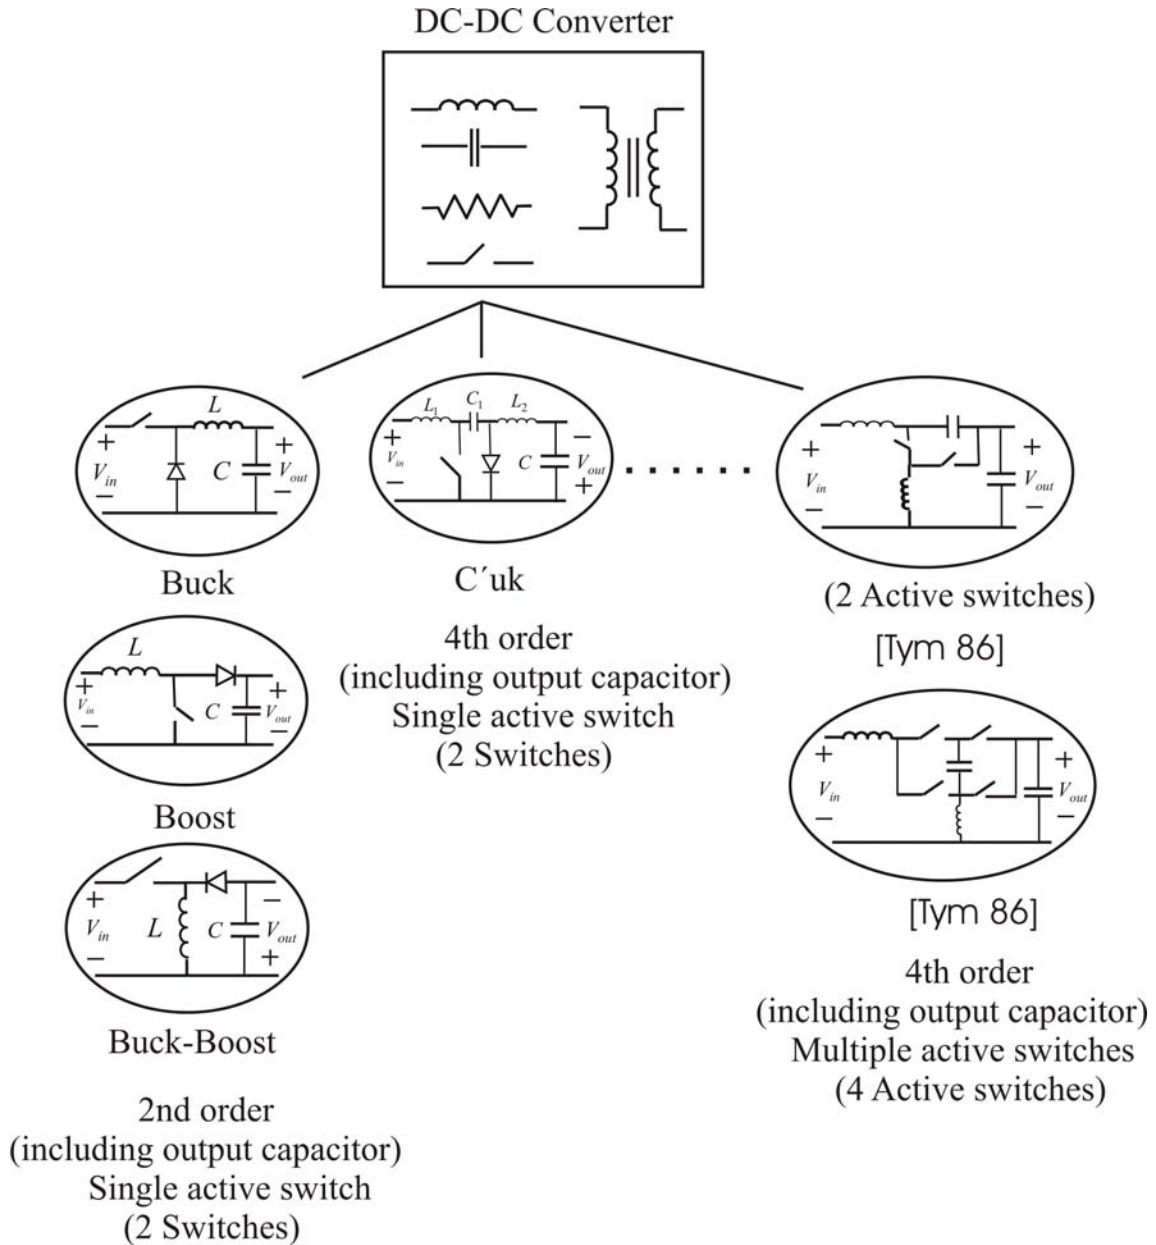 DC-DC Converter
L
+
+
V_in
C
V_out
−
−
Buck
L
+
+
V_in
C
V_out
−
−
Boost
+
−
V_in
L
C
V_out
−
+
Buck-Boost
2nd order
(including output capacitor)
Single active switch
(2 Switches)
L_1
C_1
L_2
+
−
V_in
C
V_out
−
+
C´uk
4th order
(including output capacitor)
Single active switch
(2 Switches)
+
+
V_in
V_out
−
−
(2 Active switches)
[Tym 86]
+
+
V_in
V_out
−
−
[Tym 86]
4th order
(including output capacitor)
Multiple active switches
(4 Active switches)